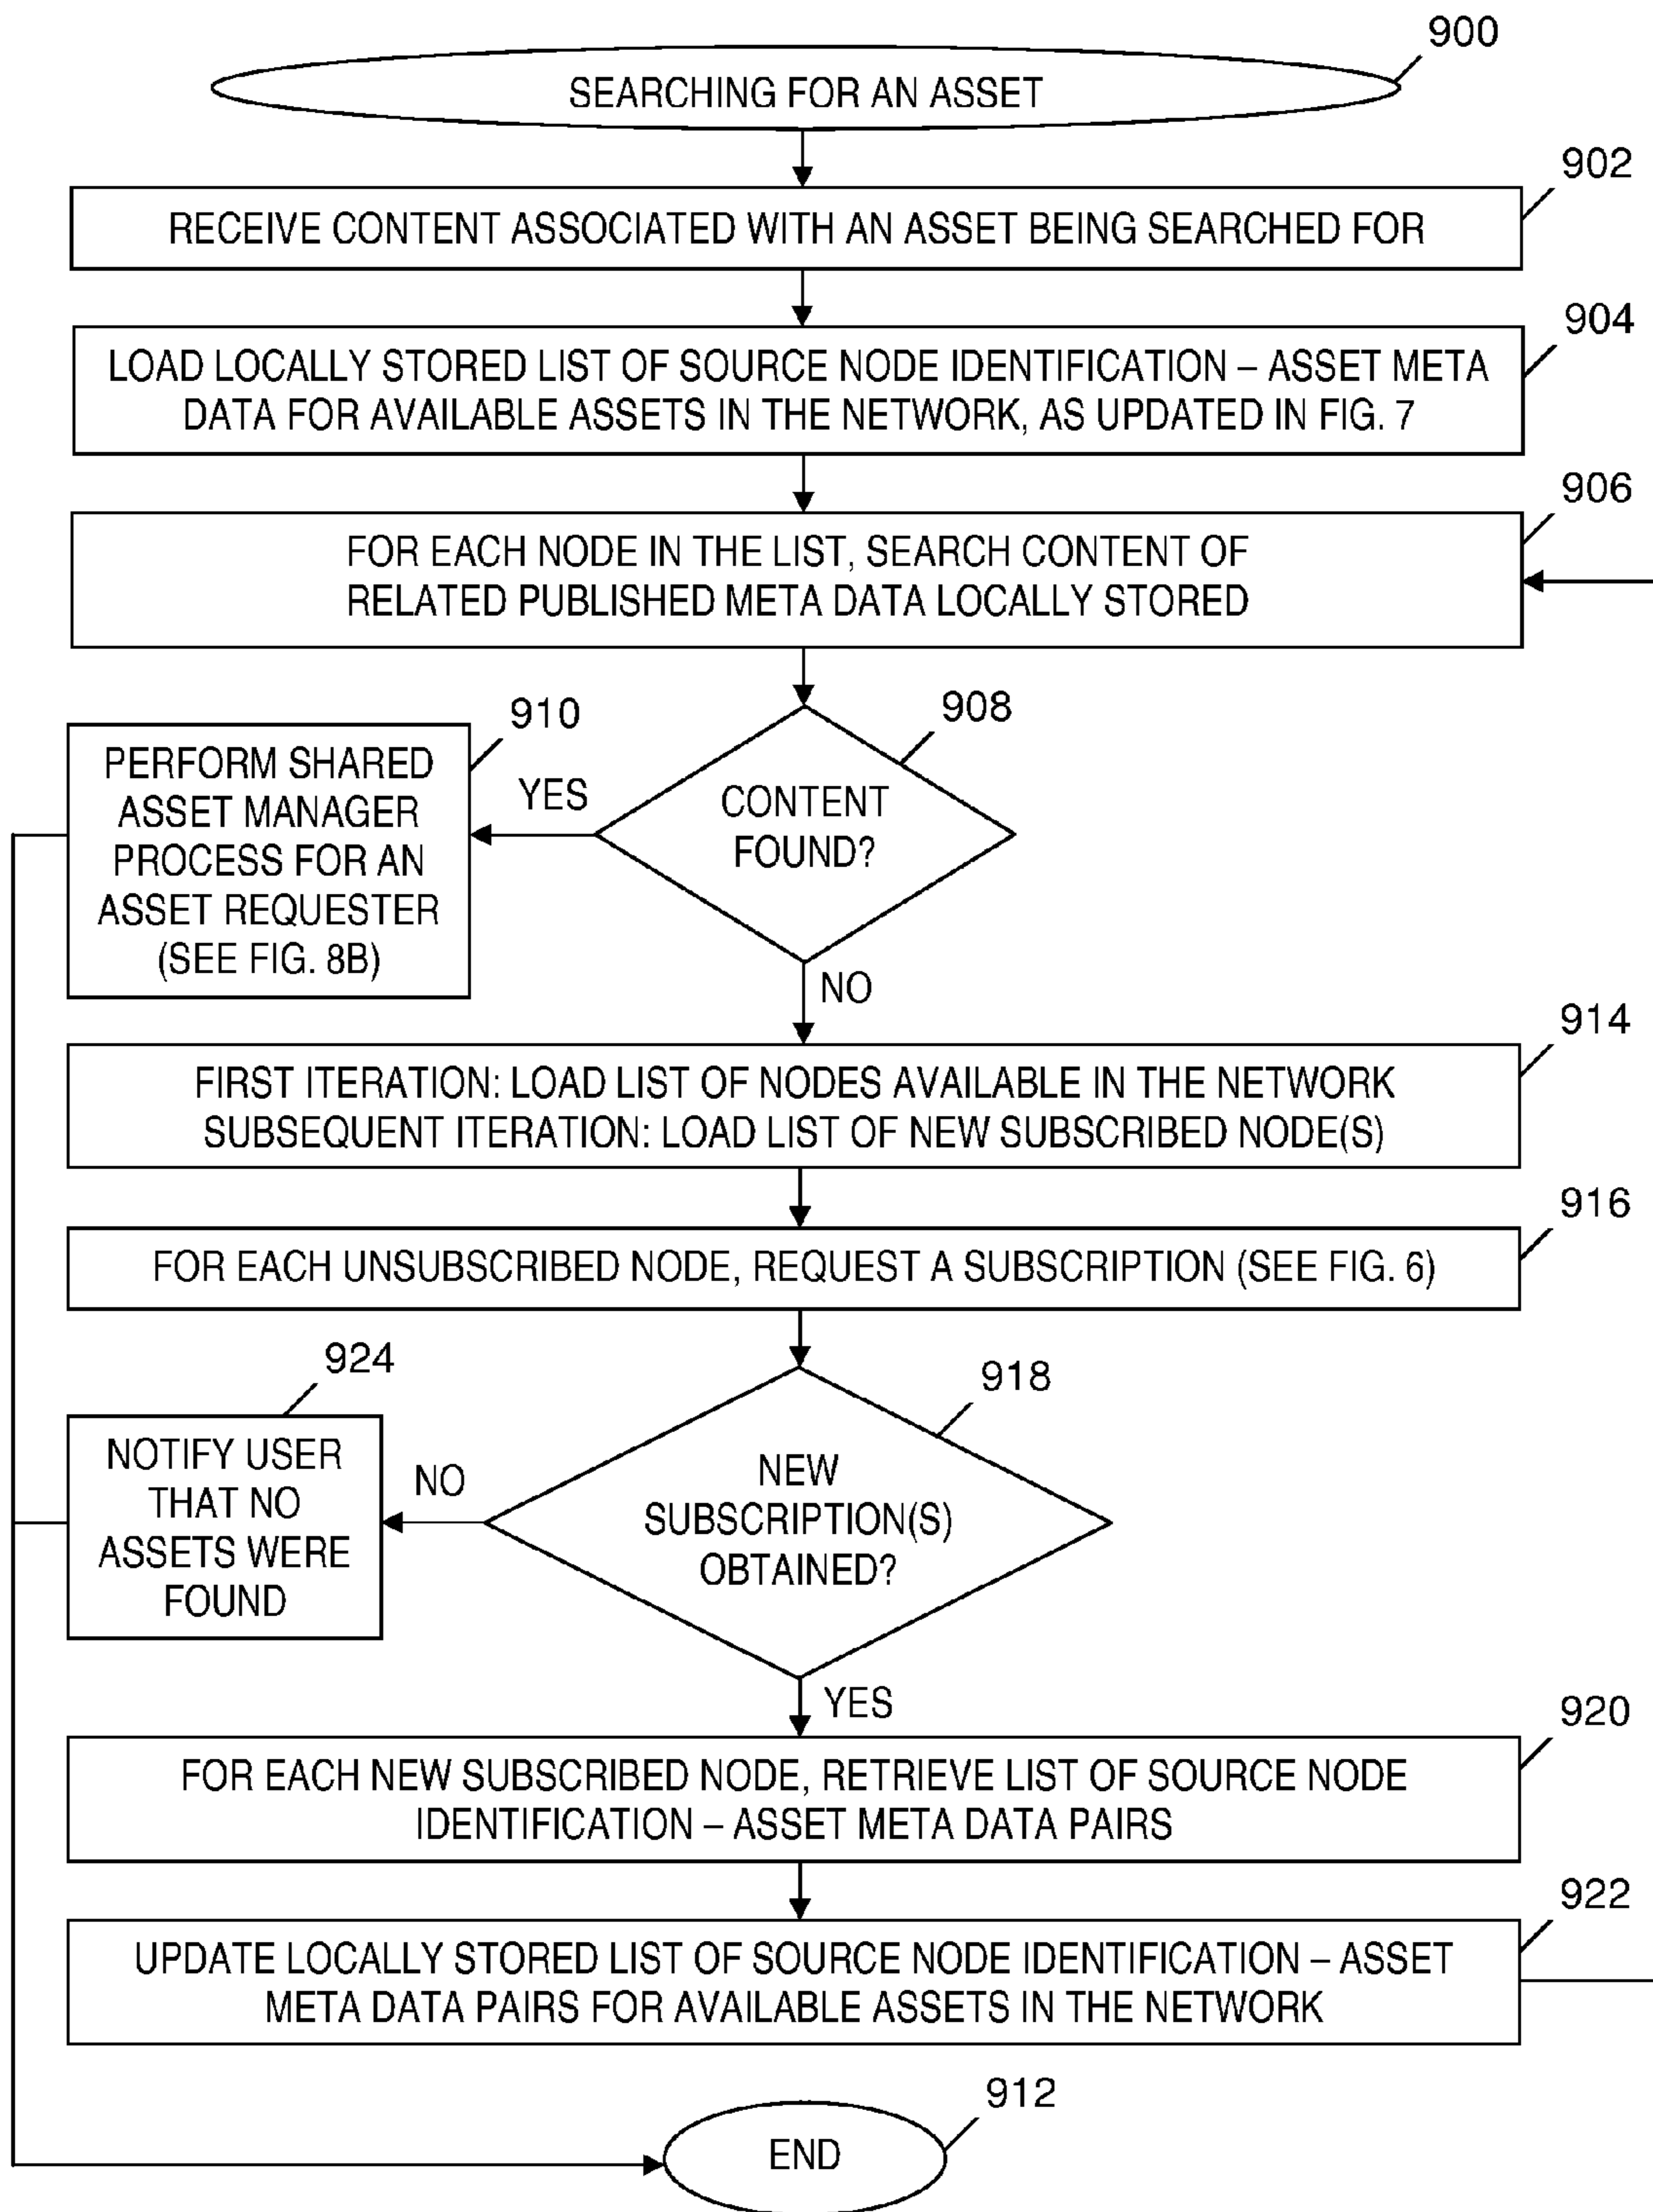 900
SEARCHING FOR AN ASSET
902
RECEIVE CONTENT ASSOCIATED WITH AN ASSET BEING SEARCHED FOR
904
LOAD LOCALLY STORED LIST OF SOURCE NODE IDENTIFICATION – ASSET META
DATA FOR AVAILABLE ASSETS IN THE NETWORK, AS UPDATED IN FIG. 7
906
FOR EACH NODE IN THE LIST, SEARCH CONTENT OF
RELATED PUBLISHED META DATA LOCALLY STORED
908
CONTENT
FOUND?
YES
910
PERFORM SHARED
ASSET MANAGER
PROCESS FOR AN
ASSET REQUESTER
(SEE FIG. 8B)
NO
914
FIRST ITERATION: LOAD LIST OF NODES AVAILABLE IN THE NETWORK
SUBSEQUENT ITERATION: LOAD LIST OF NEW SUBSCRIBED NODE(S)
916
FOR EACH UNSUBSCRIBED NODE, REQUEST A SUBSCRIPTION (SEE FIG. 6)
918
NEW
SUBSCRIPTION(S)
OBTAINED?
NO
924
NOTIFY USER
THAT NO
ASSETS WERE
FOUND
YES
920
FOR EACH NEW SUBSCRIBED NODE, RETRIEVE LIST OF SOURCE NODE
IDENTIFICATION – ASSET META DATA PAIRS
922
UPDATE LOCALLY STORED LIST OF SOURCE NODE IDENTIFICATION – ASSET
META DATA PAIRS FOR AVAILABLE ASSETS IN THE NETWORK
912
END